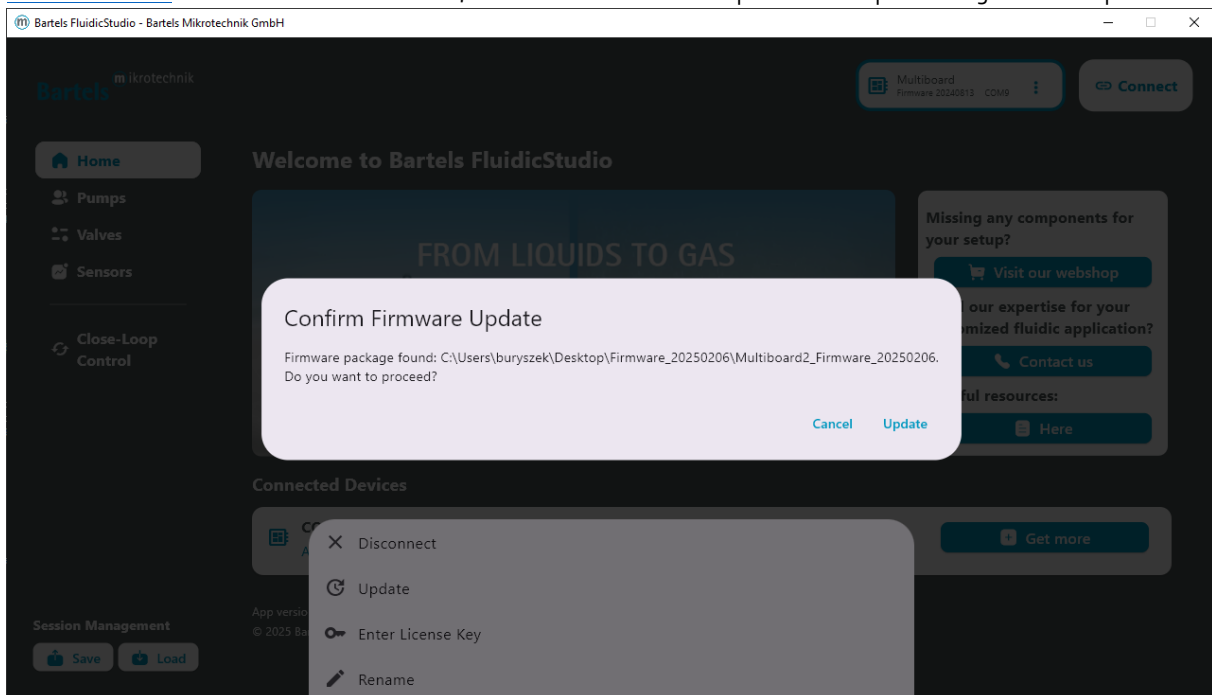 Bartels FluidicStudio - Bartels Mikrotechnik GmbH
mikrotechnik
Bartels
Multiboard
Firmware 20240813 COM9
Connect
Home
Pumps
Valves
Sensors
Close-Loop
Control
Welcome to Bartels FluidicStudio
FROM LIQUIDS TO GAS
Missing any components for
your setup?
Visit our webshop
our expertise for your
mized fluidic application?
Contact us
ful resources:
Here
Confirm Firmware Update
Firmware package found: C:\Users\buryszek\Desktop\Firmware_20250206\Multiboard2_Firmware_20250206.
Do you want to proceed?
Cancel Update
Connected Devices
Get more
Disconnect
Update
Enter License Key
Rename
App versio
© 2025 Ba
Session Management
Save Load